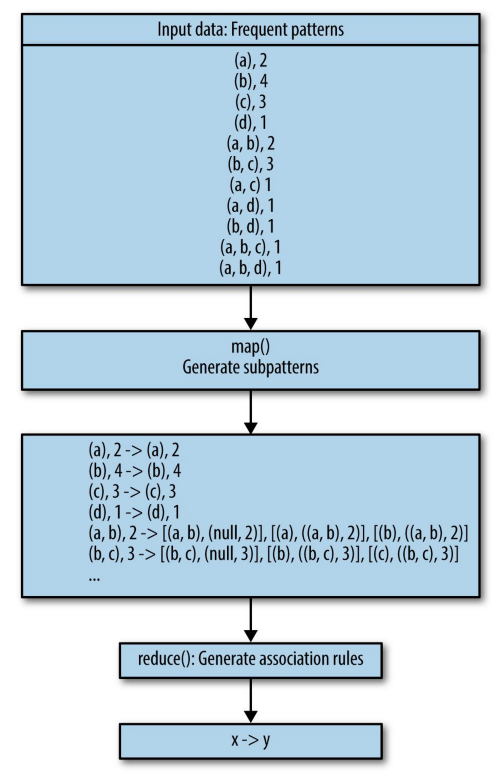 Input data: Frequent patterns
(a), 2
(b), 4
(c), 3
(d), 1
(a, b), 2
(b, c), 3
(a, c) 1
(a, d), 1
(b, d), 1
(a, b, c), 1
(a, b, d), 1
map()
Generate subpatterns
(a), 2 -> (a), 2
(b), 4 -> (b), 4
(c), 3 -> (c), 3
(d), 1 -> (d), 1
(a, b), 2 -> [(a, b), (null, 2)], [(a), ((a, b), 2)], [(b), ((a, b), 2)]
(b, c), 3 -> [(b, c), (null, 3)], [(b), ((b, c), 3)], [(c), ((b, c), 3)]
...
reduce(): Generate association rules
x -> y